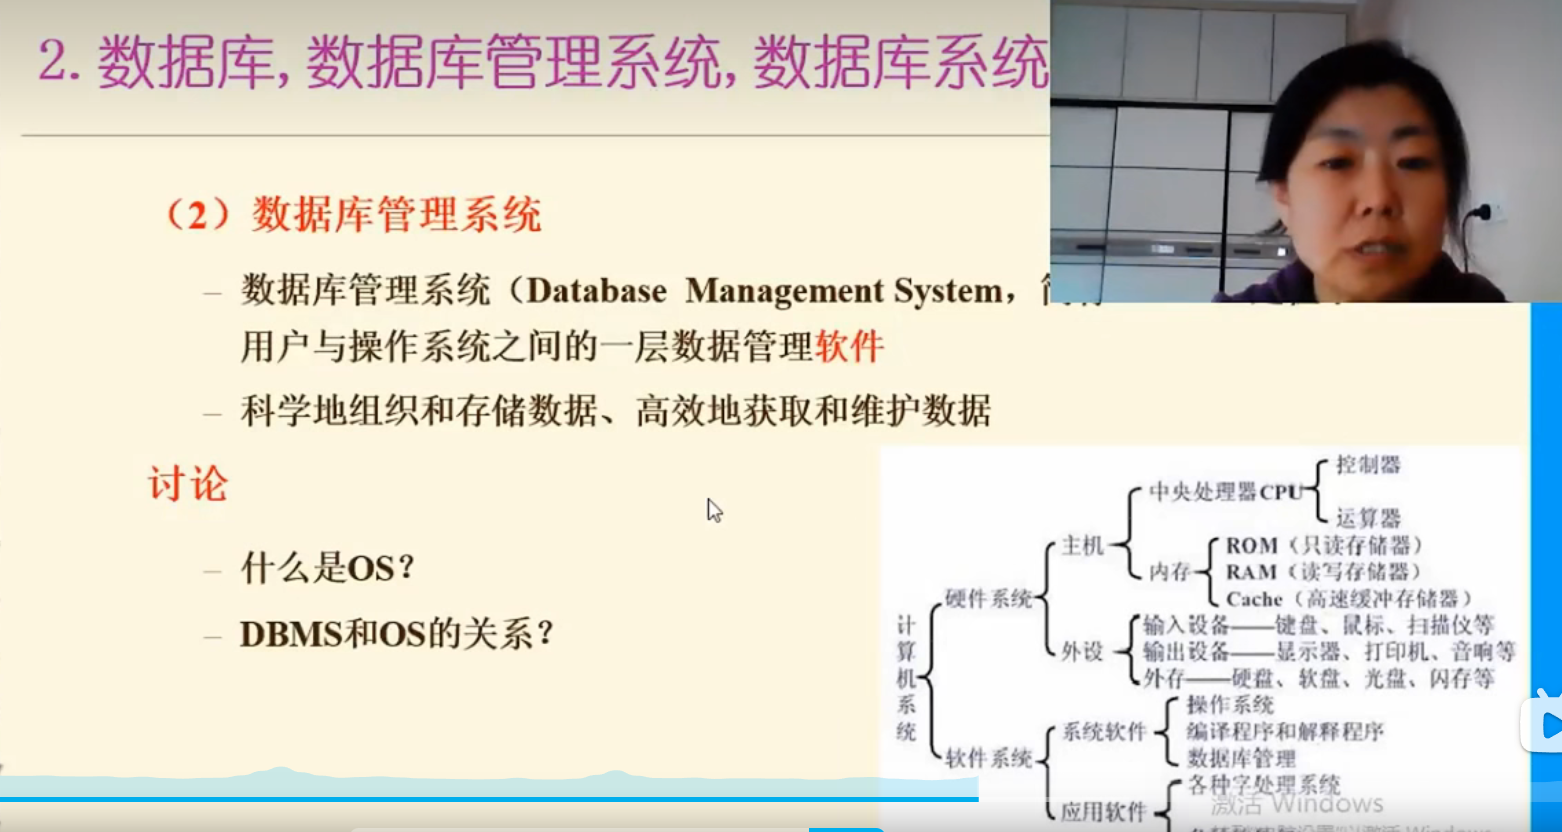 2. 数据库, 数据库管理系统, 数据库系统
（2）数据库管理系统
– 数据库管理系统（Database Management System，
用户与操作系统之间的一层数据管理软件
– 科学地组织和存储数据、高效地获取和维护数据
讨论
– 什么是OS？
– DBMS和OS的关系？
计算机系统
硬件系统
主机
中央处理器CPU
控制器
运算器
内存
ROM（只读存储器）
RAM（读写存储器）
Cache（高速缓冲存储器）
外设
输入设备——键盘、鼠标、扫描仪等
输出设备——显示器、打印机、音响等
外存——硬盘、软盘、光盘、闪存等
软件系统
系统软件
操作系统
编译程序和解释程序
数据库管理
应用软件
各种字处理系统
激活 Windows